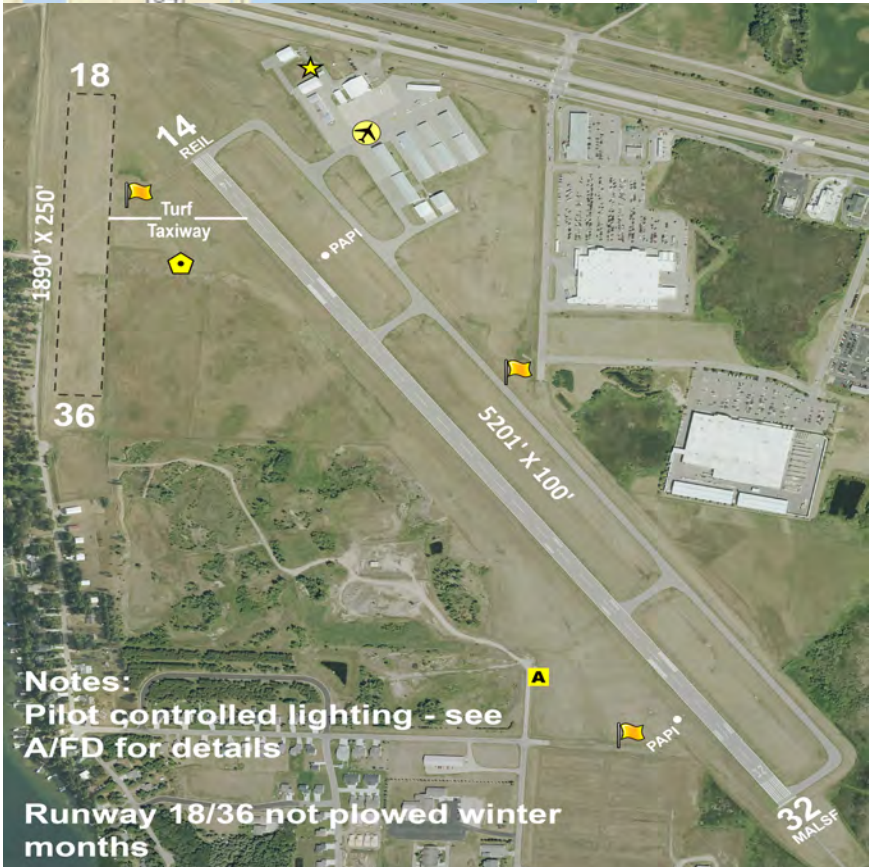 18
14
REIL
Turf
Taxiway
PAPI
1890' X 250'
36
5201' X 100'
A
PAPI
32
MALSF
Notes:
Pilot controlled lighting - see
A/FD for details
Runway 18/36 not plowed winter
months